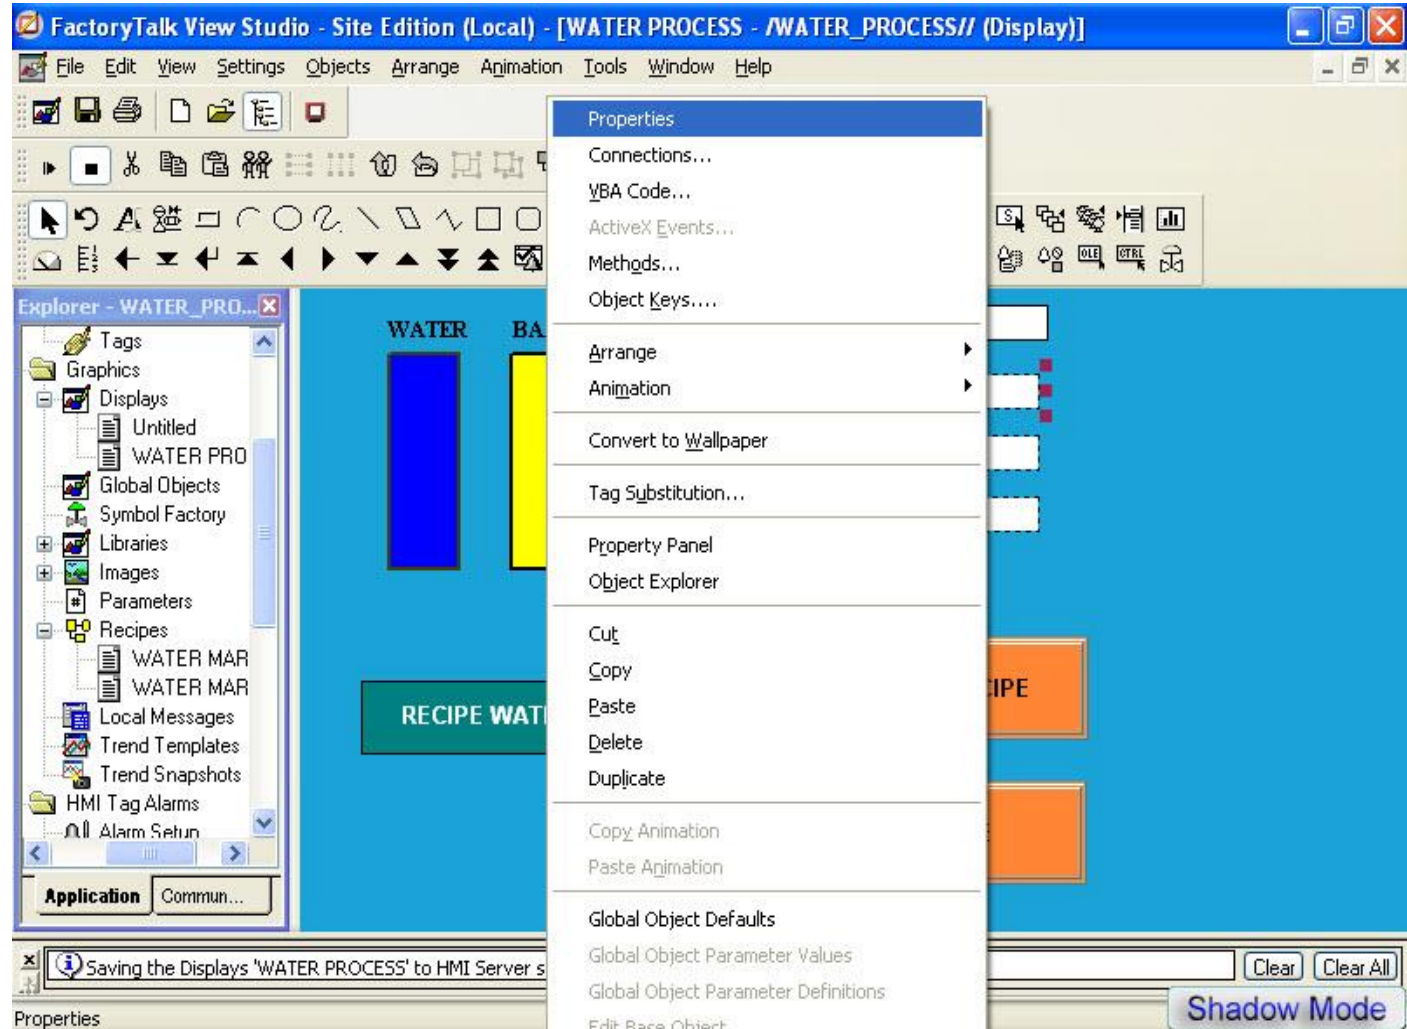 FactoryTalk View Studio - Site Edition (Local) - [WATER PROCESS - /WATER_PROCESS// (Display)]
File Edit View Settings Objects Arrange Animation Tools Window Help
Explorer - WATER_PRO...
Tags
Graphics
Displays
Untitled
WATER PRO
Global Objects
Symbol Factory
Libraries
Images
Parameters
Recipes
WATER MAR
WATER MAR
Local Messages
Trend Templates
Trend Snapshots
HMI Tag Alarms
Alarm Setup
Application Commun...
WATER BA
RECIPE WAT
Properties
Connections...
VBA Code...
ActiveX Events...
Methods...
Object Keys....
Arrange
Animation
Convert to Wallpaper
Tag Substitution...
Property Panel
Object Explorer
Cut
Copy
Paste
Delete
Duplicate
Copy Animation
Paste Animation
Global Object Defaults
Global Object Parameter Values
Global Object Parameter Definitions
Edit Base Object
CIPE
Saving the Displays 'WATER PROCESS' to HMI Server s
Clear Clear All
Properties
Shadow Mode